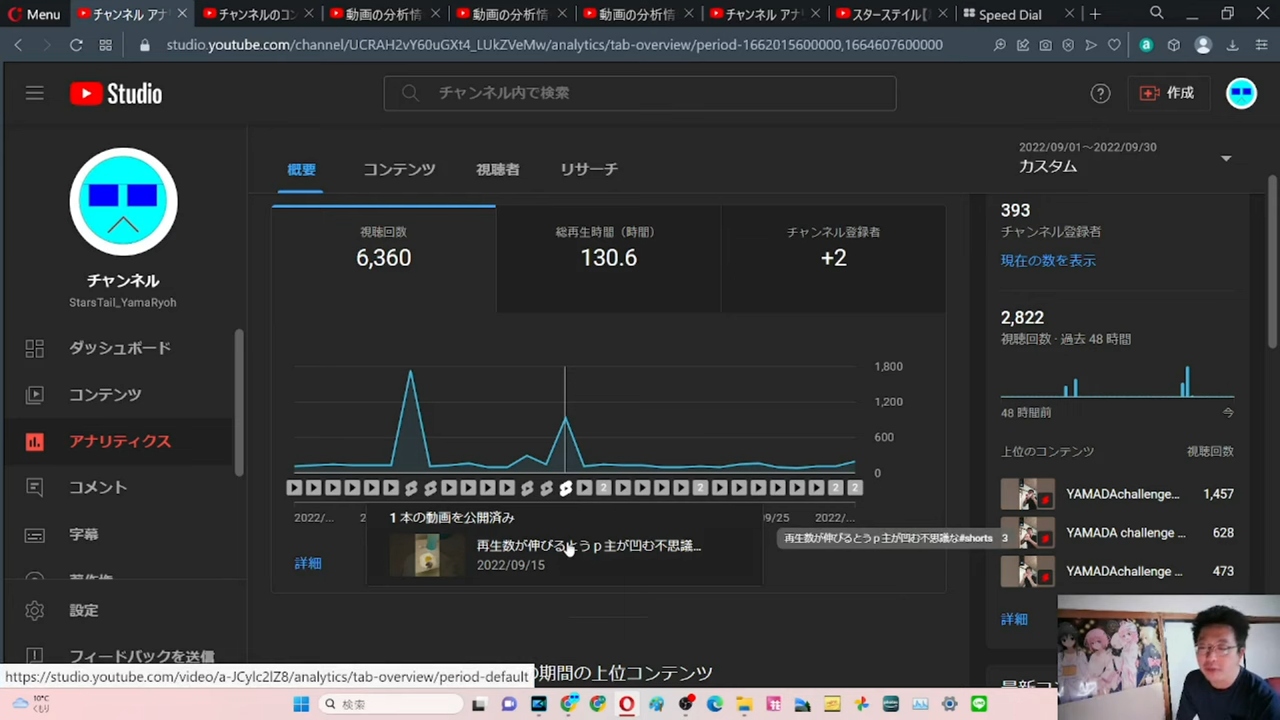 Menu
チャンネル アナ
チャンネルのコン
動画の分析情
動画の分析情
動画の分析情
チャンネル アナ
スターステイル【
Speed Dial
studio.youtube.com/channel/UCRAH2vY60uGXt4_LUkZVeMw/analytics/tab-overview/period-1662015600000,1664607600000
Studio
チャンネル内で検索
作成
チャンネル
StarsTail_YamaRyoh
ダッシュボード
コンテンツ
アナリティクス
コメント
字幕
著作権
設定
フィードバックを送信
概要
コンテンツ
視聴者
リサーチ
2022/09/01～2022/09/30
カスタム
視聴回数
6,360
総再生時間（時間）
130.6
チャンネル登録者
+2
1,800
1,200
600
0
2
2
2
2
2022/...
09/25
2022/...
1 本の動画を公開済み
再生数が伸びるとうｐ主が凹む不思議...
2022/09/15
再生数が伸びるとうｐ主が凹む不思議な#shorts
3
詳細
の期間の上位コンテンツ
393
チャンネル登録者
現在の数を表示
2,822
視聴回数 · 過去 48 時間
48 時間前
今
上位のコンテンツ
視聴回数
YAMADAchallenge...
1,457
YAMADA challenge ...
628
YAMADAchallenge ...
473
詳細
https://studio.youtube.com/video/a-JCylc2lZ8/analytics/tab-overview/period-default
10°C
くもり
検索